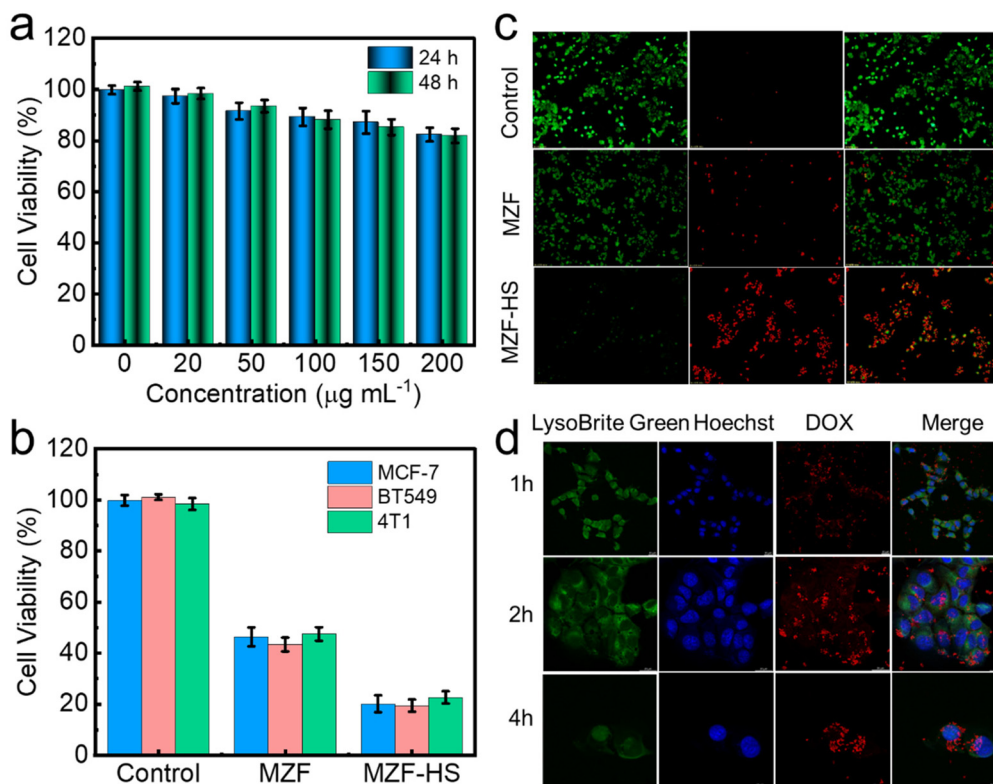 a
120
100
80
60
40
20
0
Cell Viability (%)
24 h
48 h
0 20 50 100 150 200
Concentration (μg mL-1)
b
120
100
80
60
40
20
0
Cell Viability (%)
MCF-7
BT549
4T1
Control MZF MZF-HS
c
Control
MZF
MZF-HS
d
LysoBrite Green Hoechst DOX Merge
1h
2h
4h